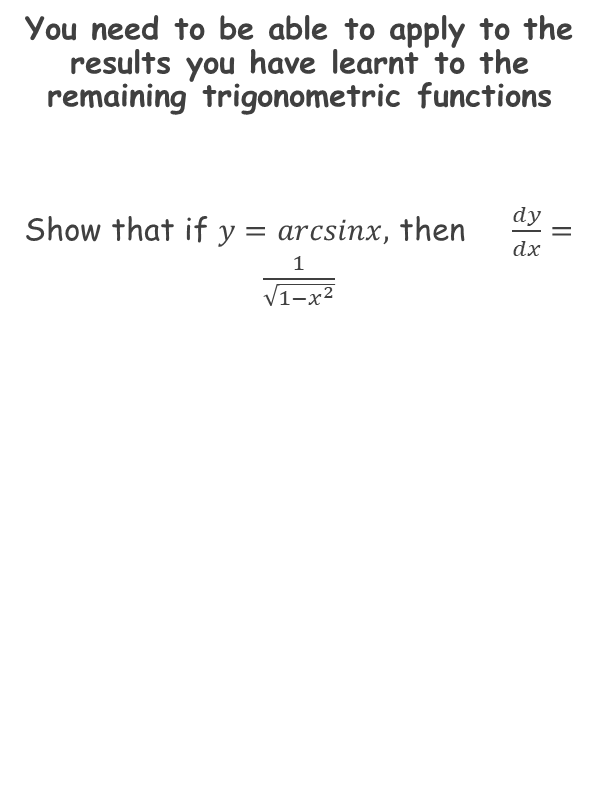 You need to be able to apply to the
results you have learnt to the
remaining trigonometric functions
Show that if y = arcsinx, then dy/dx =
1/√1−x²